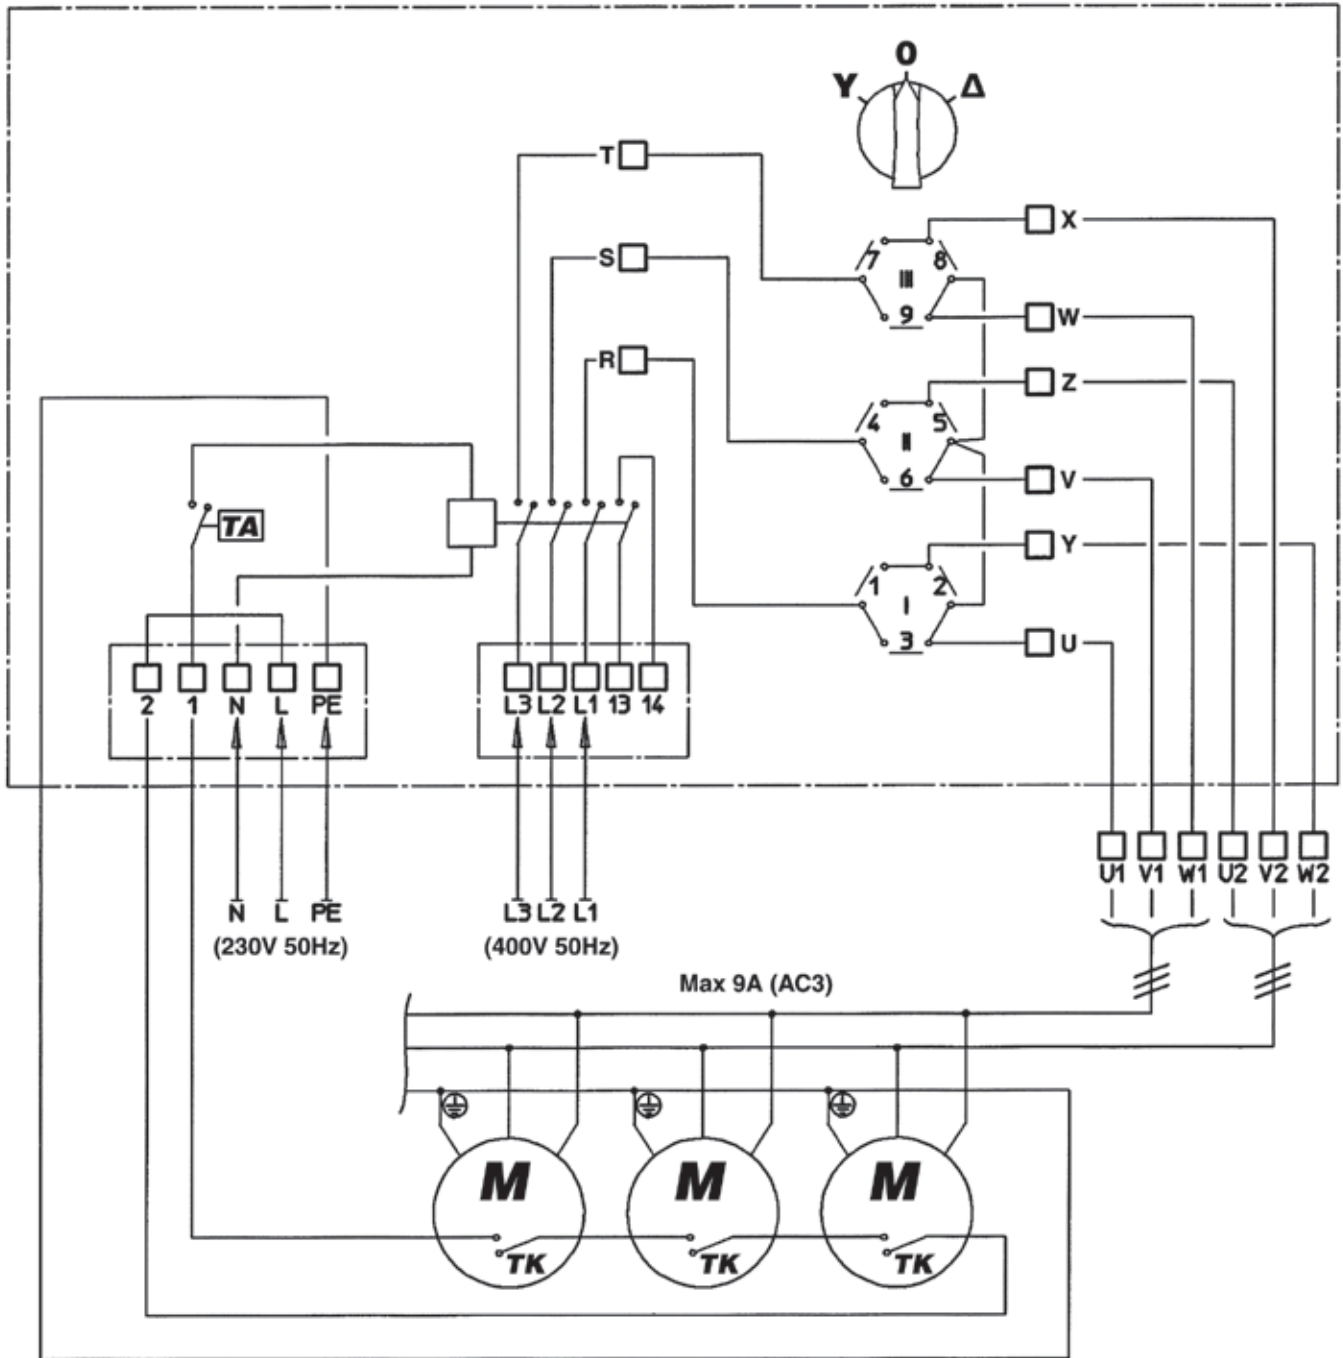 O
Y Δ
T
X
S
7 8
III
9
W
R
Z
4 5
II
6
V
TA
Y
1 2
I
3
U
2 1 N L PE
L3 L2 L1 13 14
U1 V1 W1 U2 V2 W2
N L PE
L3 L2 L1
(230V 50Hz)
(400V 50Hz)
Max 9A (AC3)
M M M
TK TK TK